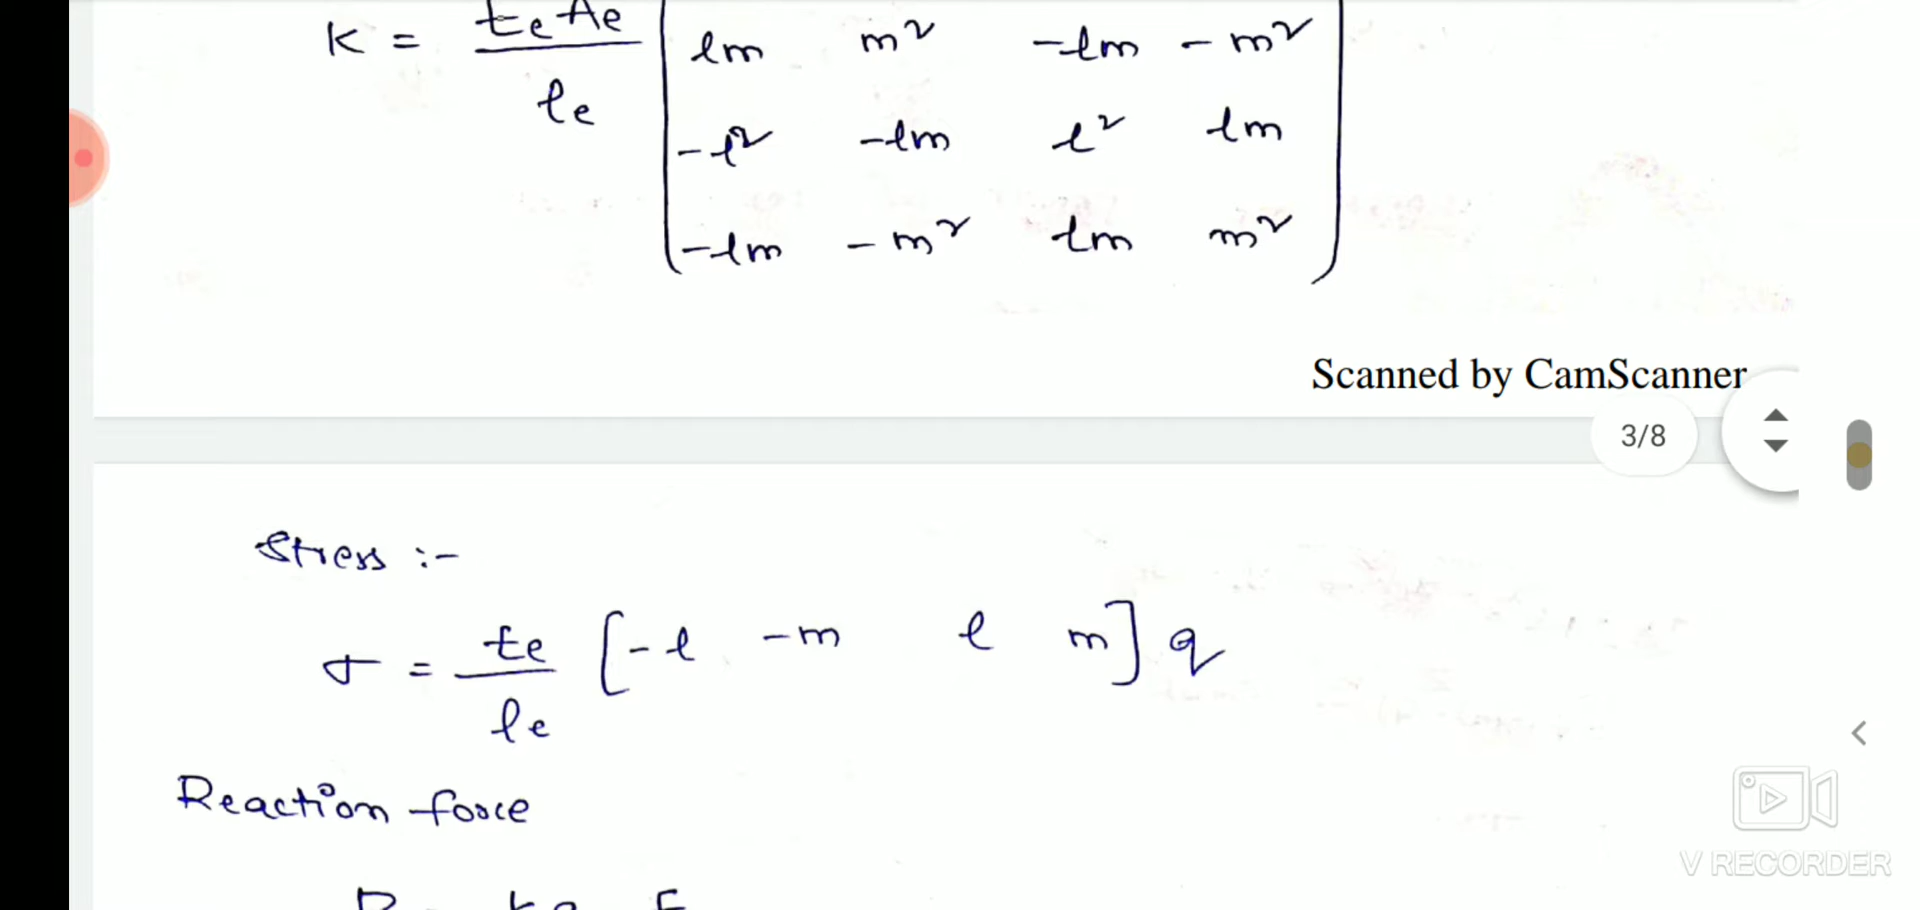 K = EeAe / le
lm m² -lm -m²
-l² -lm l² lm
-lm -m² lm m²
Scanned by CamScanner
3/8
Stress :-
σ = Ee / le [-l -m l m] q
Reaction force
V RECORDER